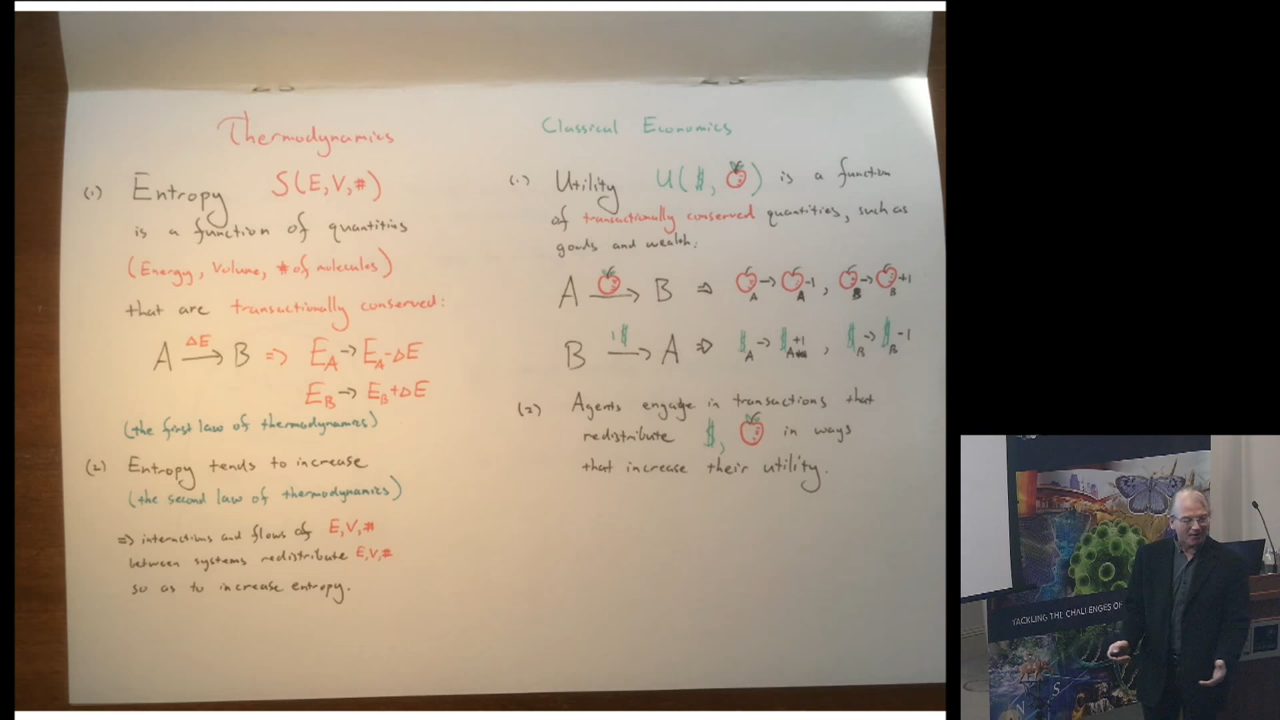 Thermodynamics
(1) Entropy S(E,V,#)
is a function of quantities
(Energy, Volume, # of molecules)
that are transactionally conserved:
A ΔE→ B ⇒ E_A → E_A-ΔE
E_B → E_B+ΔE
(the first law of thermodynamics)
(2) Entropy tends to increase
(the second law of thermodynamics)
⇒ interactions and flows of E,V,#
between systems redistribute E,V,#
so as to increase entropy.
Classical Economics
(1) Utility U($, 🍎) is a function
of transactionally conserved quantities, such as
goods and wealth:
A 🍎→ B ⇒ 🍎_A → 🍎_A-1, 🍎_B → 🍎_B+1
B 1$→ A ⇒ $_A → $_A+1, $_B → $_B-1
(2) Agents engage in transactions that
redistribute $, 🍎 in ways
that increase their utility.
TACKLING THE CHALLENGES OF
N S